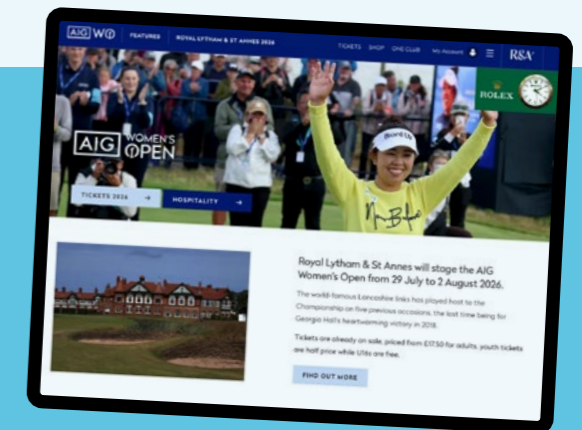 AIG WO FEATURES ROYAL LYTHAM & ST ANNES 2026 TICKETS SHOP ONE CLUB My Account R&A
ROLEX
AIG WOMEN'S OPEN
TICKETS 2026 → HOSPITALITY →
Royal Lytham & St Annes will stage the AIG
Women's Open from 29 July to 2 August 2026.
The world-famous Lancashire links has played host to the
Championship on five previous occasions, the last time being for
Georgia Hall's heartwarming victory in 2018.
Tickets are already on sale, priced from £17.50 for adults, youth tickets
are half price while U16s are free.
FIND OUT MORE